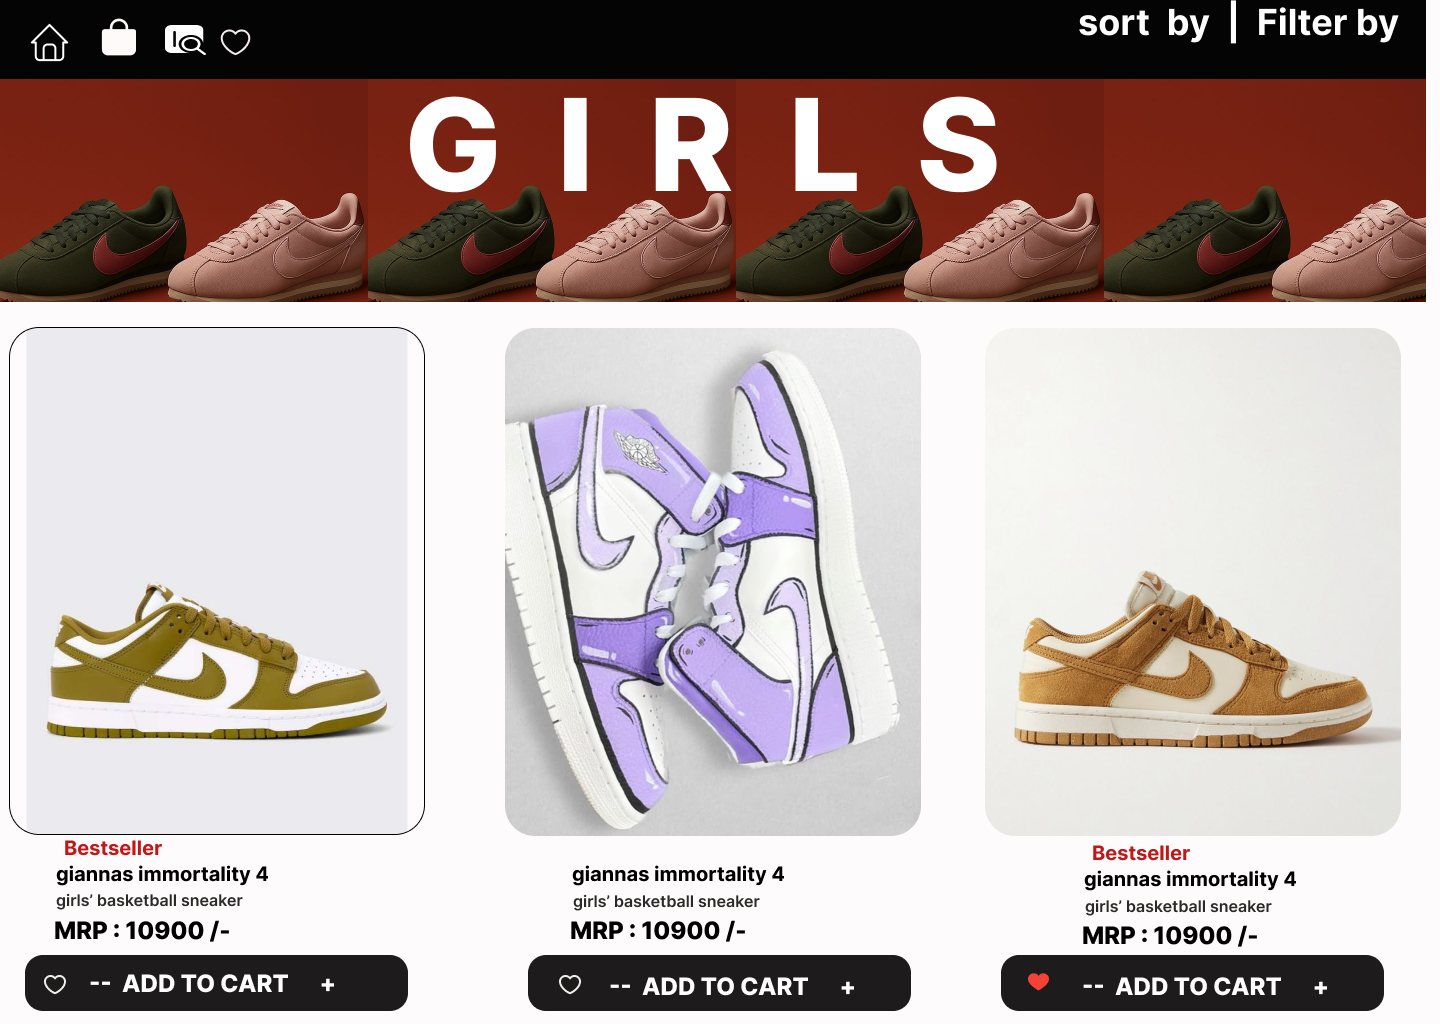 sort by | Filter by
GIRLS
Bestseller
giannas immortality 4
girls’ basketball sneaker
MRP : 10900 /-
-- ADD TO CART +
giannas immortality 4
girls’ basketball sneaker
MRP : 10900 /-
-- ADD TO CART +
Bestseller
giannas immortality 4
girls’ basketball sneaker
MRP : 10900 /-
-- ADD TO CART +